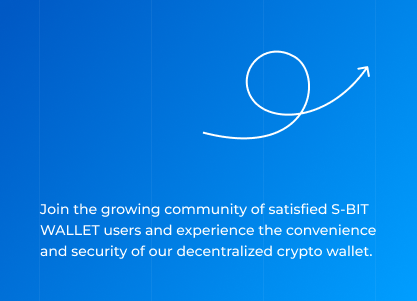 Join the growing community of satisfied S-BIT
WALLET users and experience the convenience
and security of our decentralized crypto wallet.